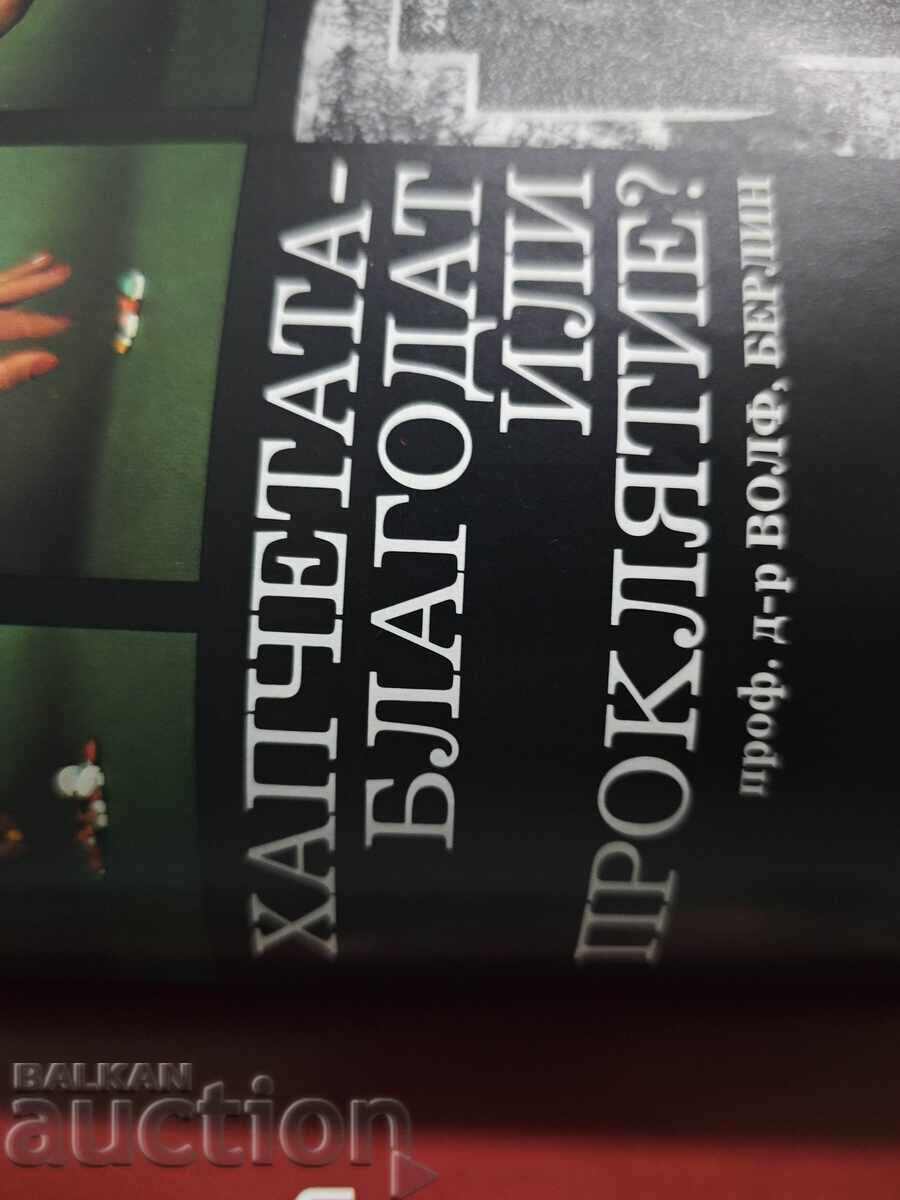 ХАПЧЕТАТА-
БЛАГОДАТ
ИЛИ
ПРОКЛЯТИЕ?
проф. д-р ВОЛФ, БЕРЛИН
BALKAN
auction